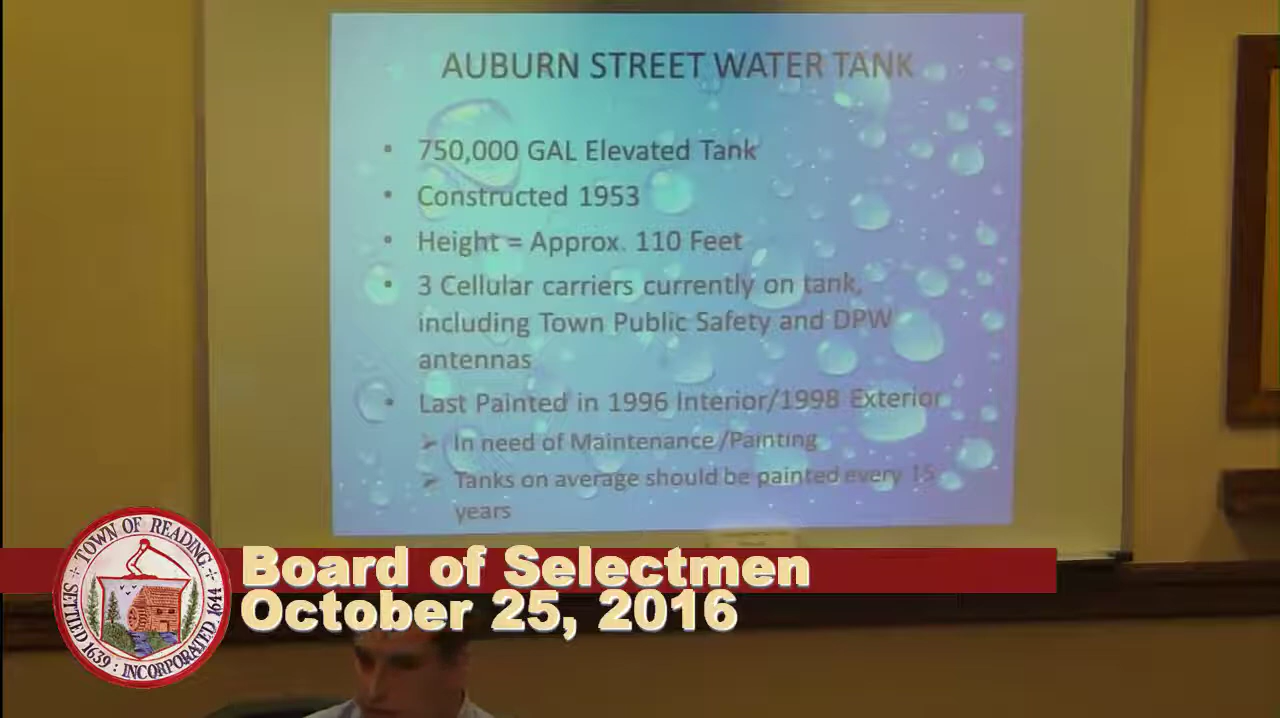 AUBURN STREET WATER TANK
• 750,000 GAL Elevated Tank
• Constructed 1953
• Height = Approx. 110 Feet
• 3 Cellular carriers currently on tank,
including Town Public Safety and DPW
antennas
• Last Painted in 1996 Interior/1998 Exterior
➢ In need of Maintenance/Painting
➢ Tanks on average should be painted every 15
years
Board of Selectmen
October 25, 2016
TOWN OF READING
SETTLED 1639 : INCORPORATED 1644